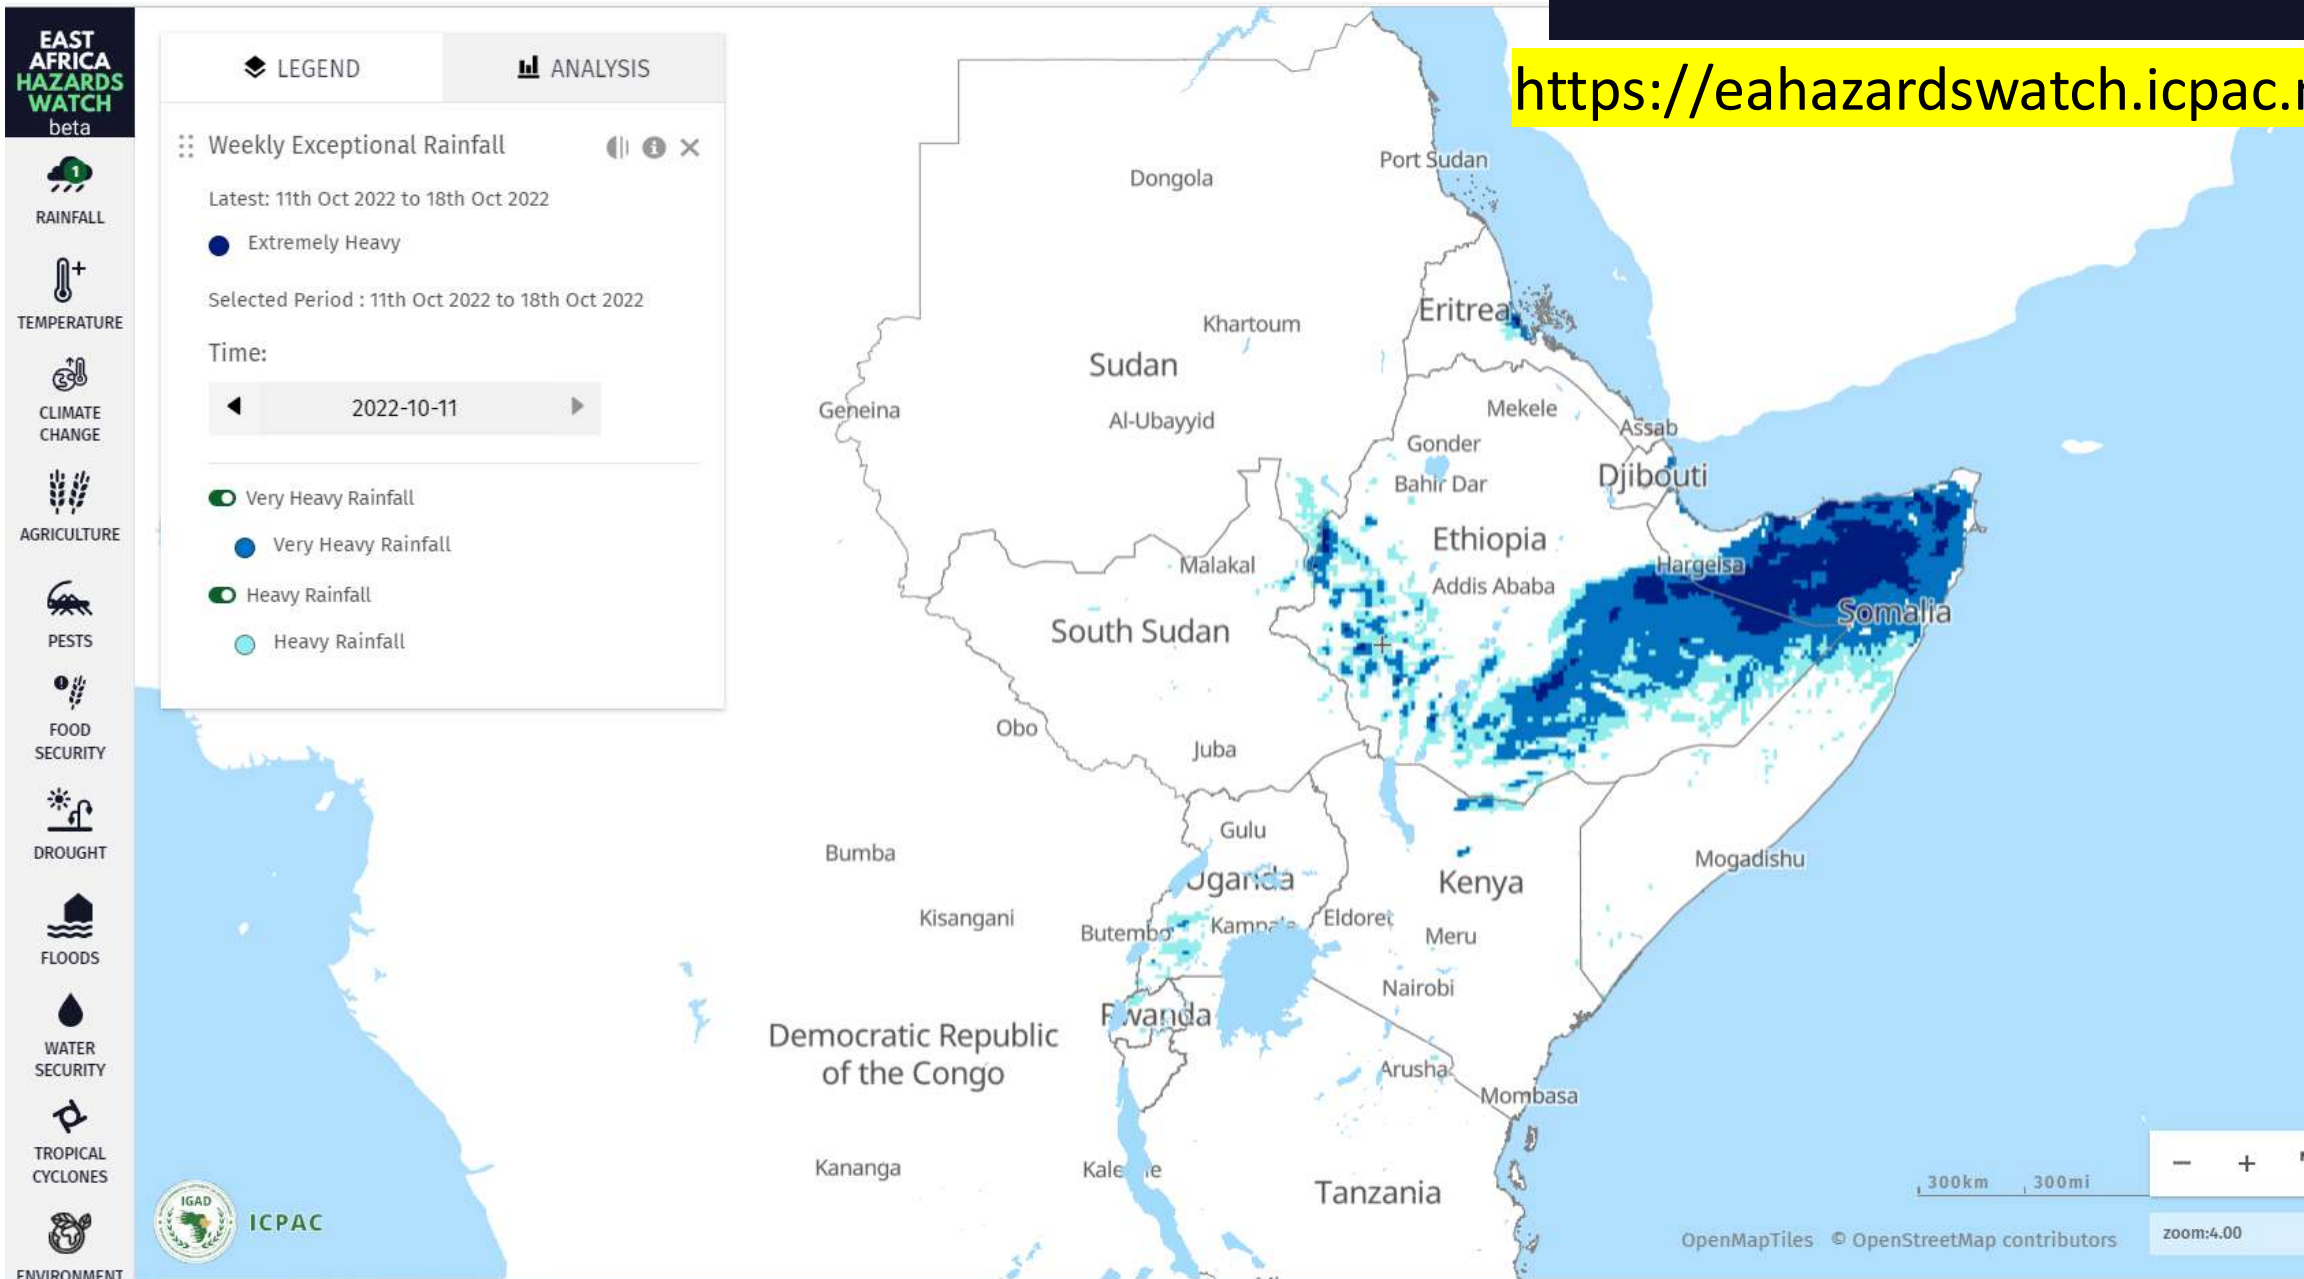 EAST
AFRICA
HAZARDS
WATCH
beta
RAINFALL
1
TEMPERATURE
CLIMATE
CHANGE
AGRICULTURE
PESTS
FOOD
SECURITY
DROUGHT
FLOODS
WATER
SECURITY
TROPICAL
CYCLONES
ENVIRONMENT
LEGEND
ANALYSIS
Weekly Exceptional Rainfall
Latest: 11th Oct 2022 to 18th Oct 2022
Extremely Heavy
Selected Period : 11th Oct 2022 to 18th Oct 2022
Time:
2022-10-11
Very Heavy Rainfall
Very Heavy Rainfall
Heavy Rainfall
Heavy Rainfall
https://eahazardswatch.icpac.
Port Sudan
Dongola
Eritrea
Khartoum
Sudan
Geneina
Al-Ubayyid
Mekele
Assab
Gonder
Djibouti
Bahir Dar
Ethiopia
Malakal
Hargeisa
Addis Ababa
Somalia
South Sudan
Obo
Juba
Gulu
Bumba
Mogadishu
Uganda
Kenya
Kisangani
Butembo
Kampala
Eldoret
Meru
Nairobi
Rwanda
Democratic Republic
of the Congo
Arusha
Mombasa
Kananga
Tanzania
IGAD
ICPAC
300km
300mi
OpenMapTiles © OpenStreetMap contributors
zoom:4.00